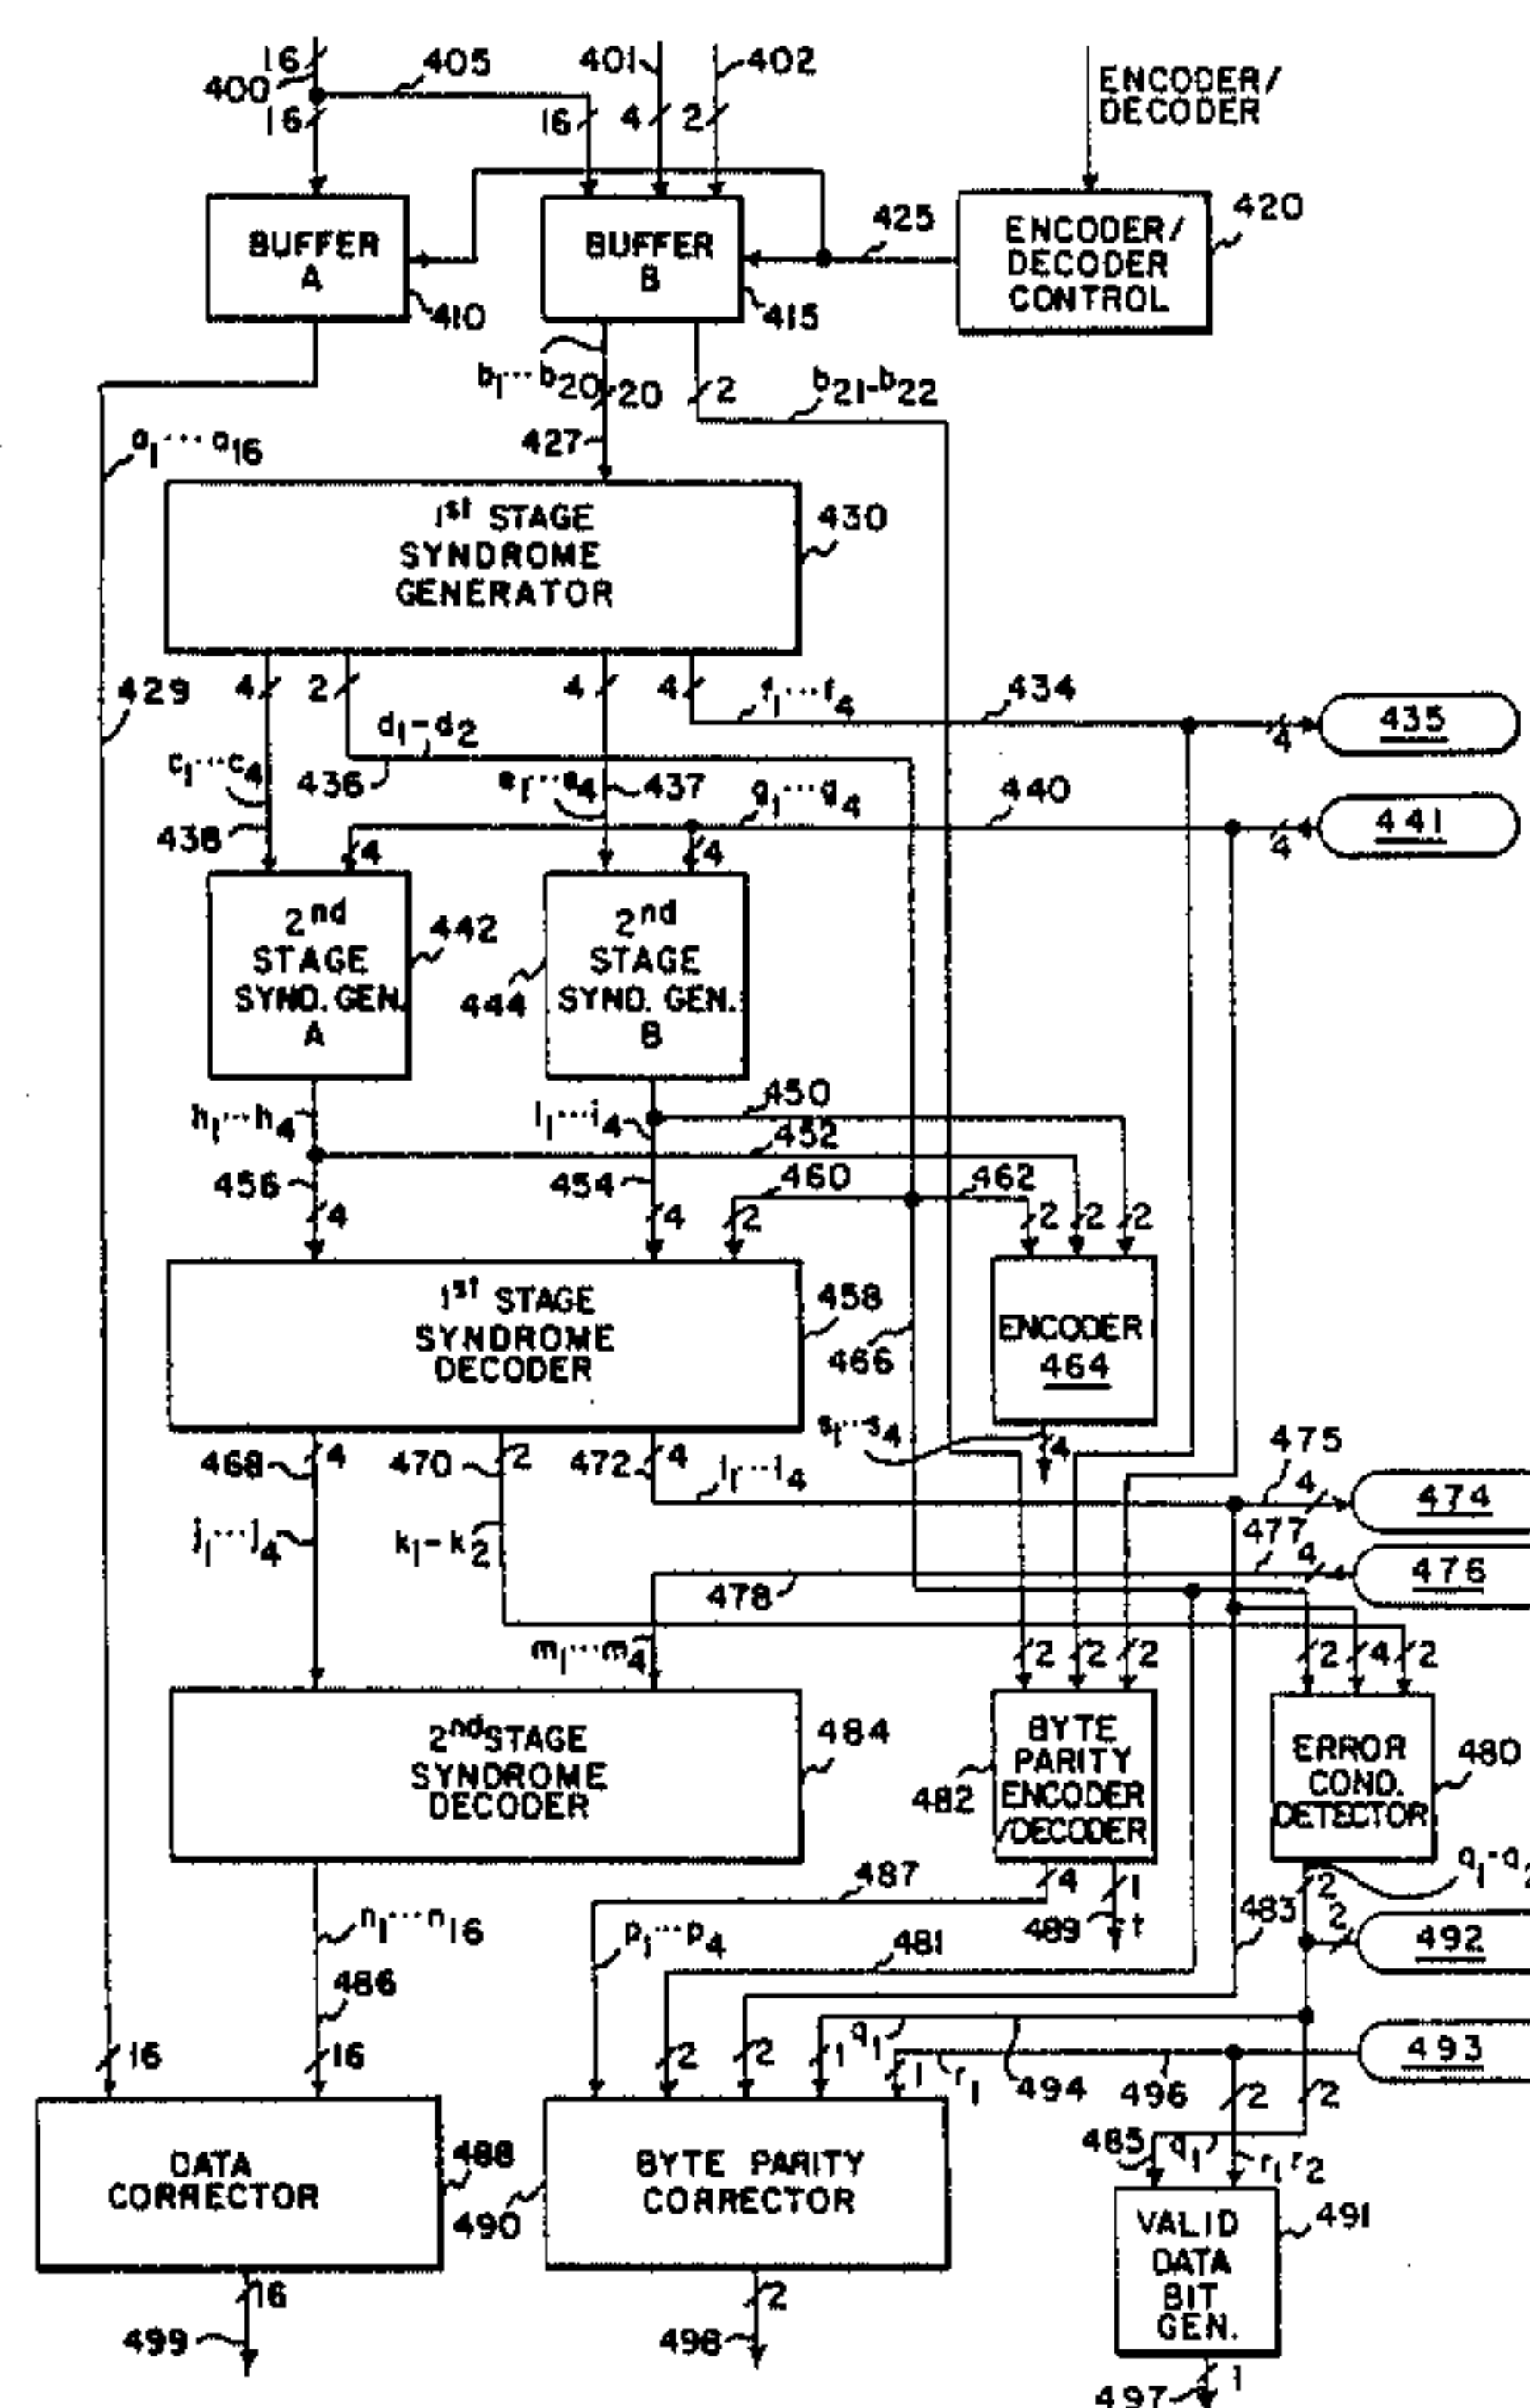 16
400
405
401
402
ENCODER/
DECODER
16
16
4
2
BUFFER
A
410
BUFFER
B
415
425
ENCODER/
DECODER
CONTROL
420
b1...b20
20
2
b21-b22
427
a1...a16
1st STAGE
SYNDROME
GENERATOR
430
429
4
2
4
4
f1...f4
434
4
435
d1-d2
c1...c4
436
e1...e4
437
g1...g4
440
4
441
438
4
4
2nd
STAGE
SYND. GEN.
A
442
2nd
STAGE
SYND. GEN.
B
444
h1...h4
i1...i4
450
452
456
454
460
462
4
4
2
2
2
2
1st STAGE
SYNDROME
DECODER
458
466
ENCODER
464
s1...s4
4
468
4
470
2
472
4
l1...l4
475
4
474
j1...j4
k1-k2
477
4
476
478
m1...m4
2
2
2
2
4
2
2nd STAGE
SYNDROME
DECODER
484
BYTE
PARITY
ENCODER
/DECODER
482
ERROR
COND.
DETECTOR
480
q1-q2
487
4
1
2
489
t
483
2
492
n1...n16
p1...p4
481
486
16
16
2
2
q1
1
1
r1
494
496
493
2
2
DATA
CORRECTOR
488
BYTE PARITY
CORRECTOR
490
485
q1
r1 r2
VALID
DATA
BIT
GEN.
491
16
499
2
498
1
497